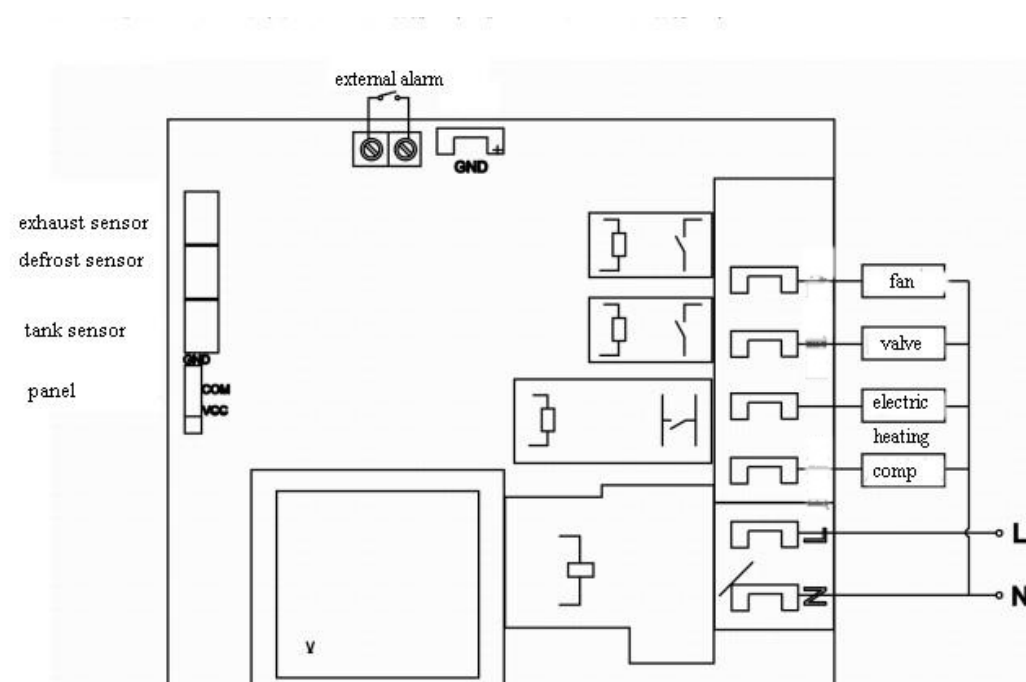 external alarm
GND
exhaust sensor
defrost sensor
tank sensor
GND
panel
COM
VCC
fan
valve
electric
heating
comp
L
L
N
N
V